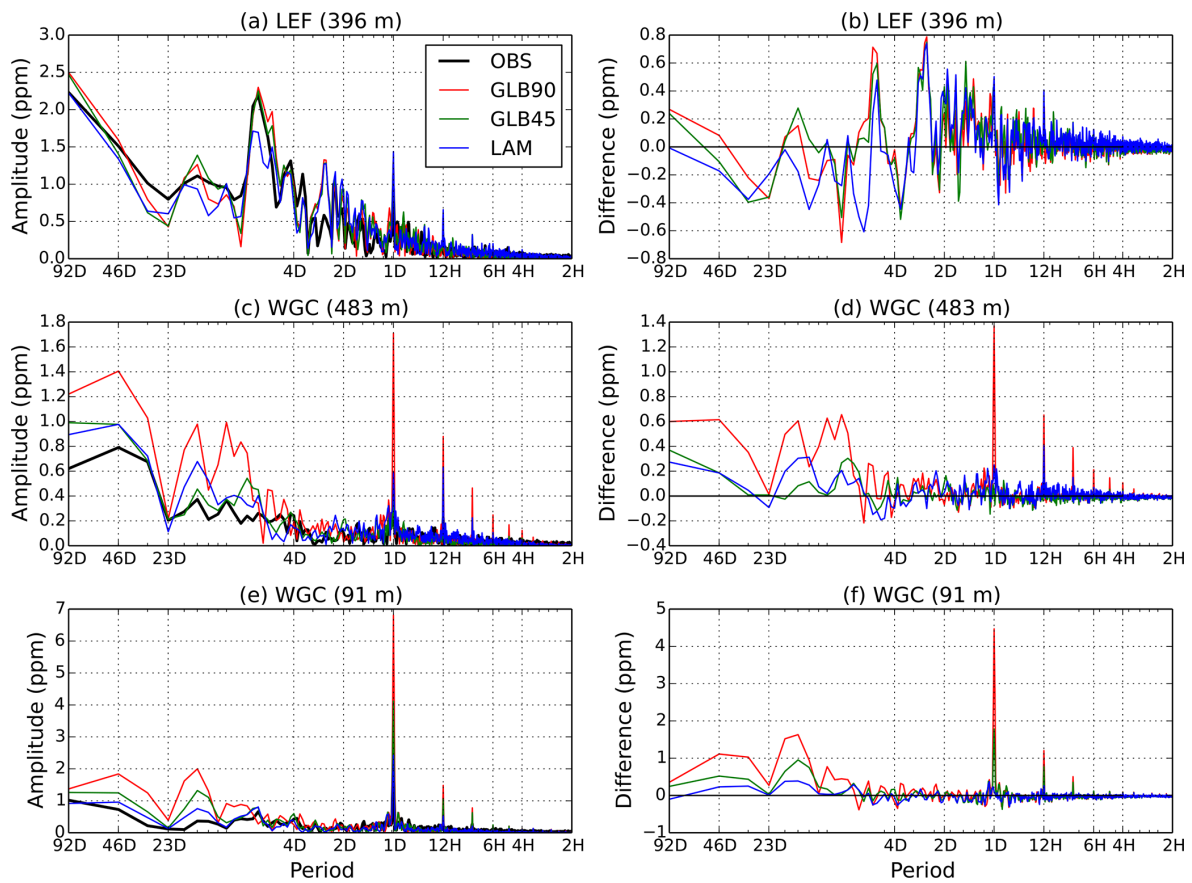 (a) LEF (396 m)
Amplitude (ppm)
3.0
2.5
2.0
1.5
1.0
0.5
0.0
OBS
GLB90
GLB45
LAM
92D 46D 23D 4D 2D 1D 12H 6H 4H 2H
(b) LEF (396 m)
Difference (ppm)
0.8
0.6
0.4
0.2
0.0
−0.2
−0.4
−0.6
−0.8
92D 46D 23D 4D 2D 1D 12H 6H 4H 2H
(c) WGC (483 m)
Amplitude (ppm)
1.8
1.6
1.4
1.2
1.0
0.8
0.6
0.4
0.2
0.0
92D 46D 23D 4D 2D 1D 12H 6H 4H 2H
(d) WGC (483 m)
Difference (ppm)
1.4
1.2
1.0
0.8
0.6
0.4
0.2
0.0
−0.2
−0.4
92D 46D 23D 4D 2D 1D 12H 6H 4H 2H
(e) WGC (91 m)
Amplitude (ppm)
7
6
5
4
3
2
1
0
92D 46D 23D 4D 2D 1D 12H 6H 4H 2H
Period
(f) WGC (91 m)
Difference (ppm)
5
4
3
2
1
0
−1
92D 46D 23D 4D 2D 1D 12H 6H 4H 2H
Period